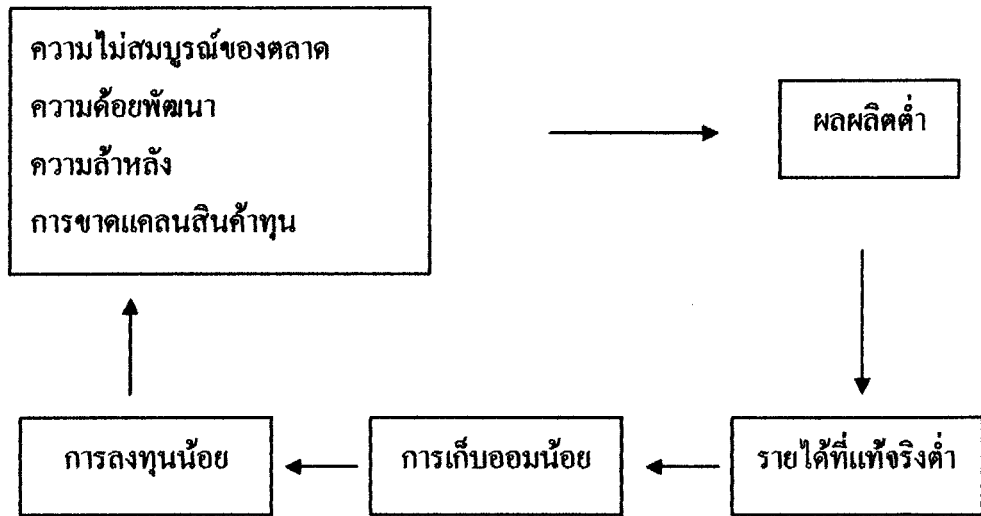 ความไม่สมบูรณ์ของตลาด
ความด้อยพัฒนา
ความล้าหลัง
การขาดแคลนสินค้าทุน
ผลผลิตต่ำ
การลงทุนน้อย
การเก็บออมน้อย
รายได้ที่แท้จริงต่ำ